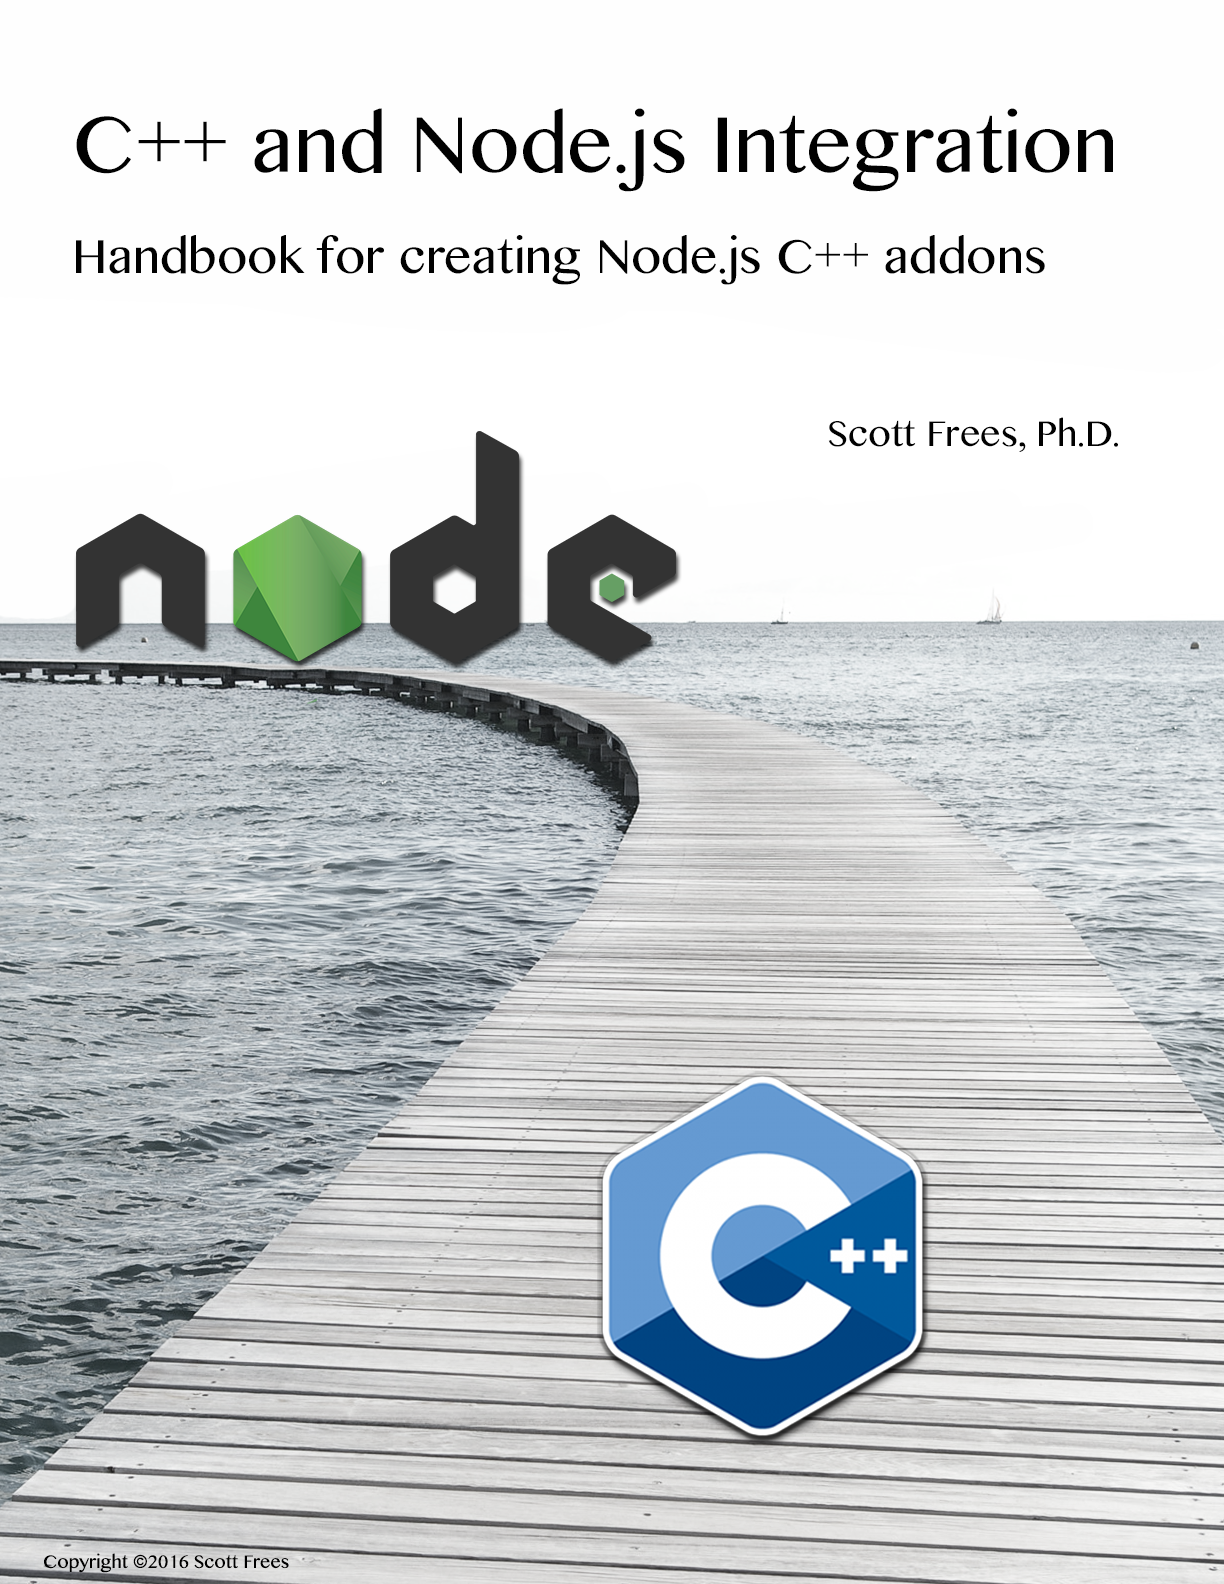 C++ and Node.js Integration
Handbook for creating Node.js C++ addons
Scott Frees, Ph.D.
node
C++
Copyright ©2016 Scott Frees